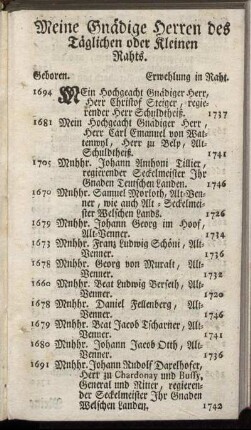 Meine Gnädige Herren des
Täglichen oder Kleinen
Rahts.
Geboren. Erwehlung in Raht.
1694 MEin Hochgeacht Gnädiger Herr,
Herr Christof Steiger, regie-
render Herr Schuldtheiß. 1737
1681 Mein Hochgeacht Gnädiger Herr,
Herr Carl Emanuel von Wat-
tenwyl, Herr zu Belp, Alt-
Schuldtheiß. 1741
1705 Mnhhr. Johann Anthoni Tillier,
regierender Seckelmeister Ihr
Gnaden Teutschen Landen. 1746
1670 Mnhhr. Samuel Morloth, Alt-Ven-
ner, wie auch Alt-Seckelmei-
ster Welschen Lands. 1726
1679 Mnhhr. Johann Georg im Hoof,
Alt-Venner. 1734
1673 Mnhhr. Franz Ludwig Schöni, Alt-
Venner. 1736
1678 Mnhhr. Georg von Muralt, Alt-
Venner. 1732
1660 Mnhhr. Beat Ludwig Berseth, Alt-
Venner. 1720
1678 Mnhhr. Daniel Fellenberg, Alt-
Venner. 1746
1679 Mnhhr. Beat Jacob Tscharner, Alt-
Venner. 1741
1680 Mnhhr. Johann Jacob Otth, Alt-
Venner. 1736
1691 Mnhhr. Johann Rudolf Daxelhofer,
Herr zu Chardonay und Bussy,
General und Ritter, regieren-
der Seckelmeister Ihr Gnaden
Welschen Landen. 1742